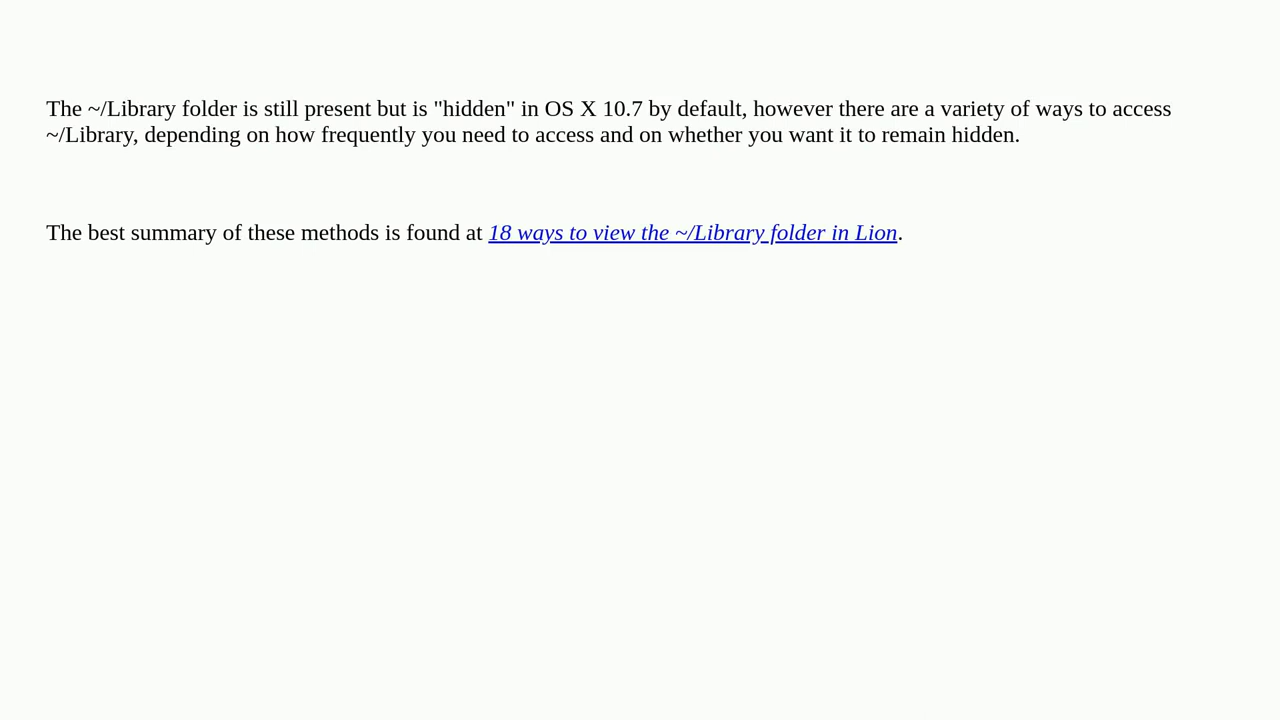 The ~/Library folder is still present but is "hidden" in OS X 10.7 by default, however there are a variety of ways to access
~/Library, depending on how frequently you need to access and on whether you want it to remain hidden.
The best summary of these methods is found at 18 ways to view the ~/Library folder in Lion.